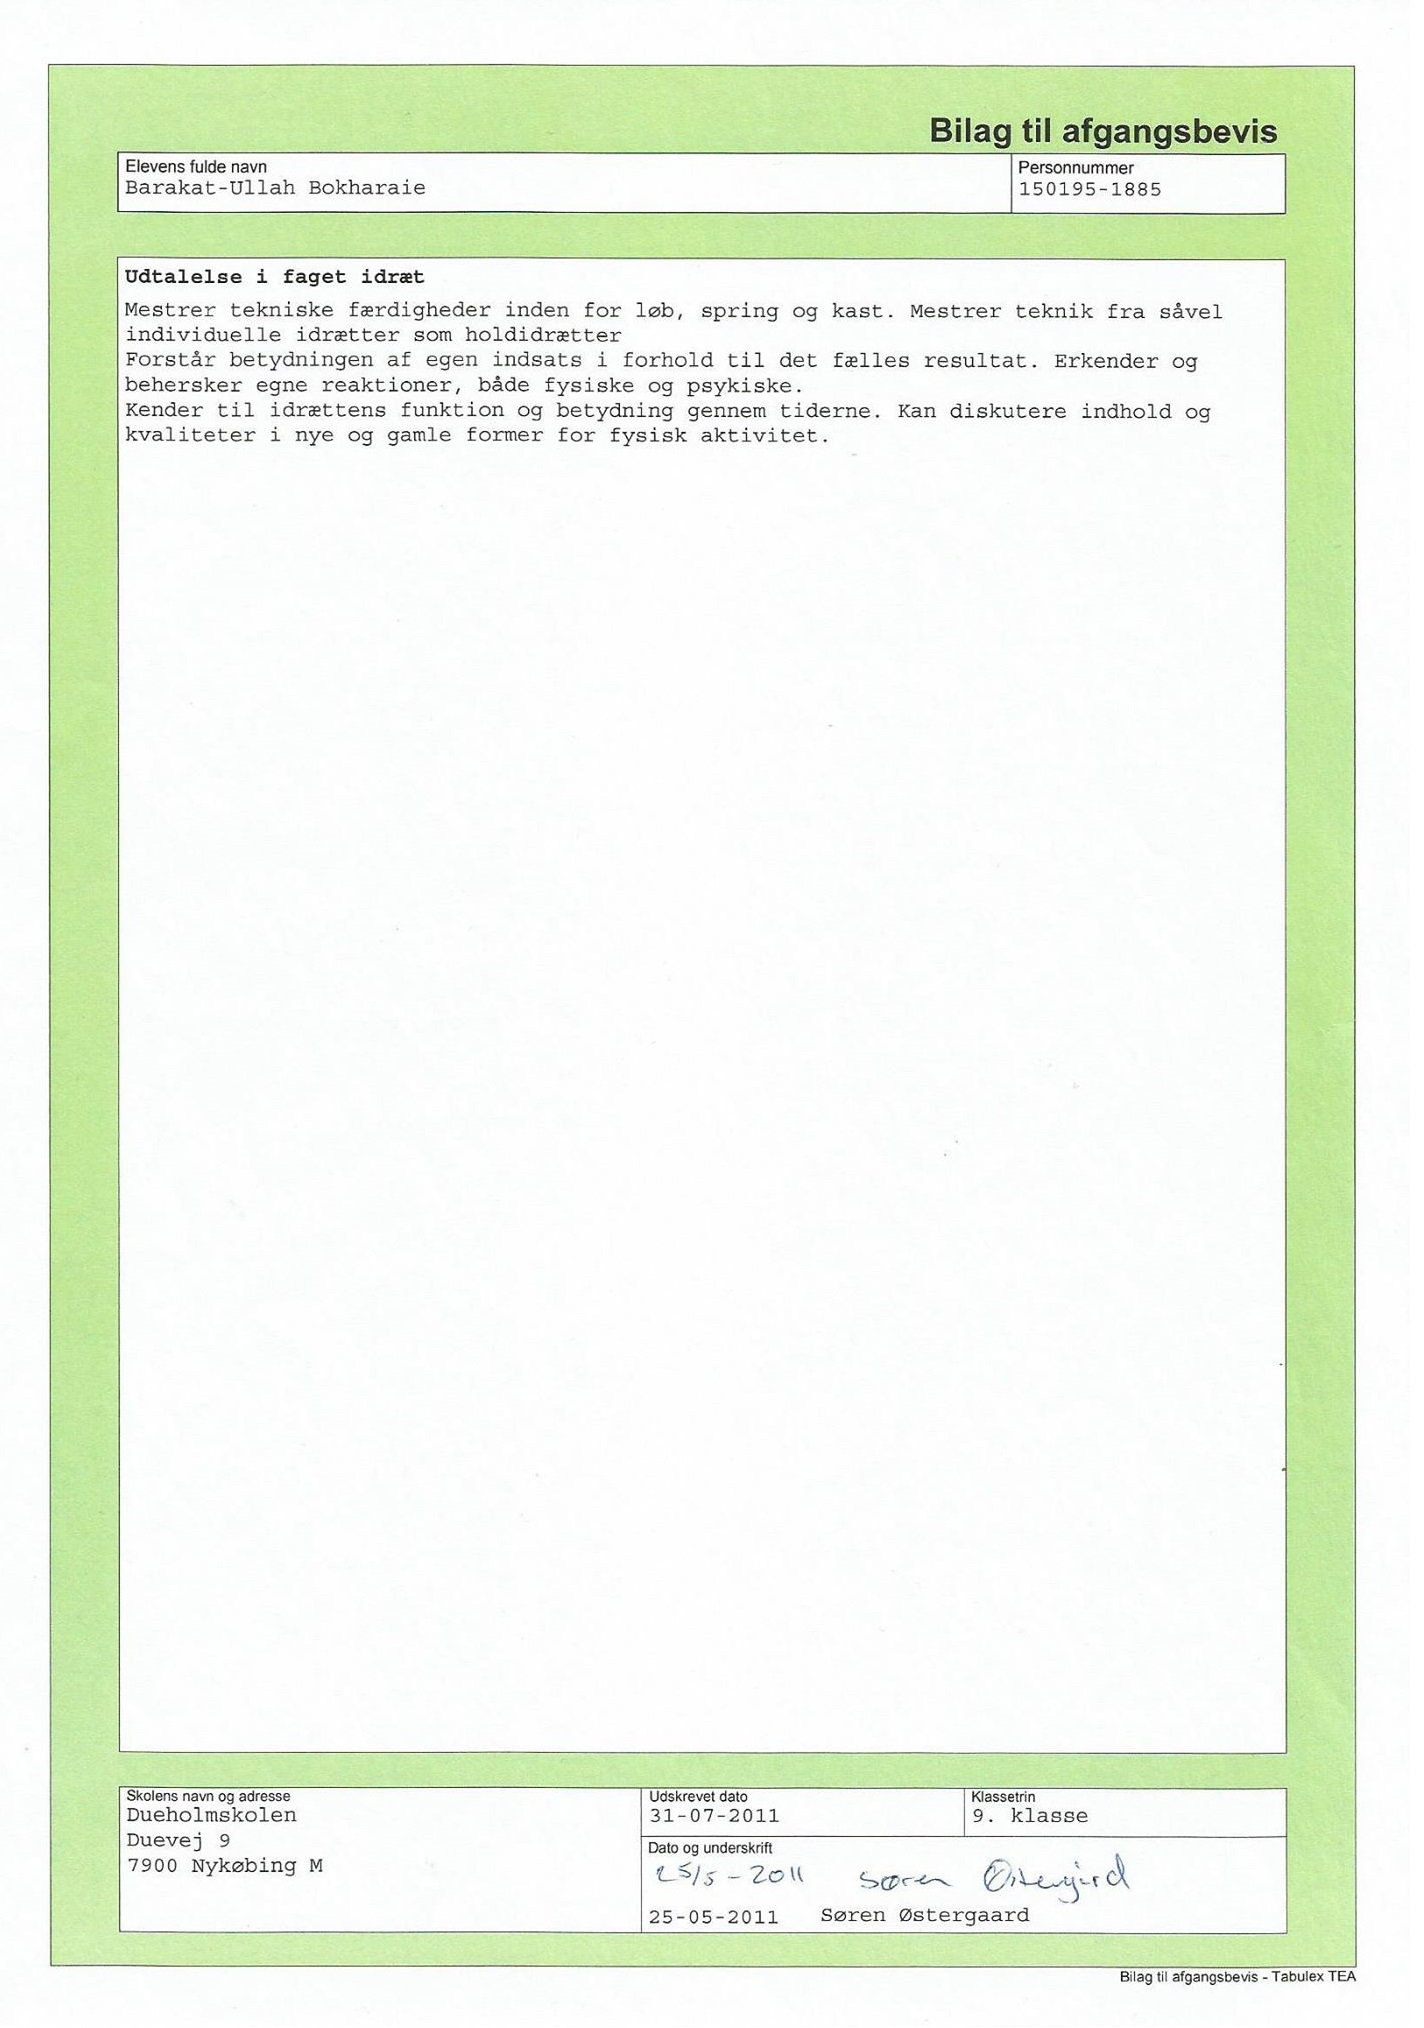 Bilag til afgangsbevis
Elevens fulde navn
Barakat-Ullah Bokharaie
Personnummer
150195-1885
Udtalelse i faget idræt
Mestrer tekniske færdigheder inden for løb, spring og kast. Mestrer teknik fra såvel
individuelle idrætter som holdidrætter
Forstår betydningen af egen indsats i forhold til det fælles resultat. Erkender og
behersker egne reaktioner, både fysiske og psykiske.
Kender til idrættens funktion og betydning gennem tiderne. Kan diskutere indhold og
kvaliteter i nye og gamle former for fysisk aktivitet.
Skolens navn og adresse
Dueholmskolen
Duevej 9
7900 Nykøbing M
Udskrevet dato
31-07-2011
Klassetrin
9. klasse
Dato og underskrift
25/5 - 2011 Søren Østergård
25-05-2011 Søren Østergaard
Bilag til afgangsbevis - Tabulex TEA